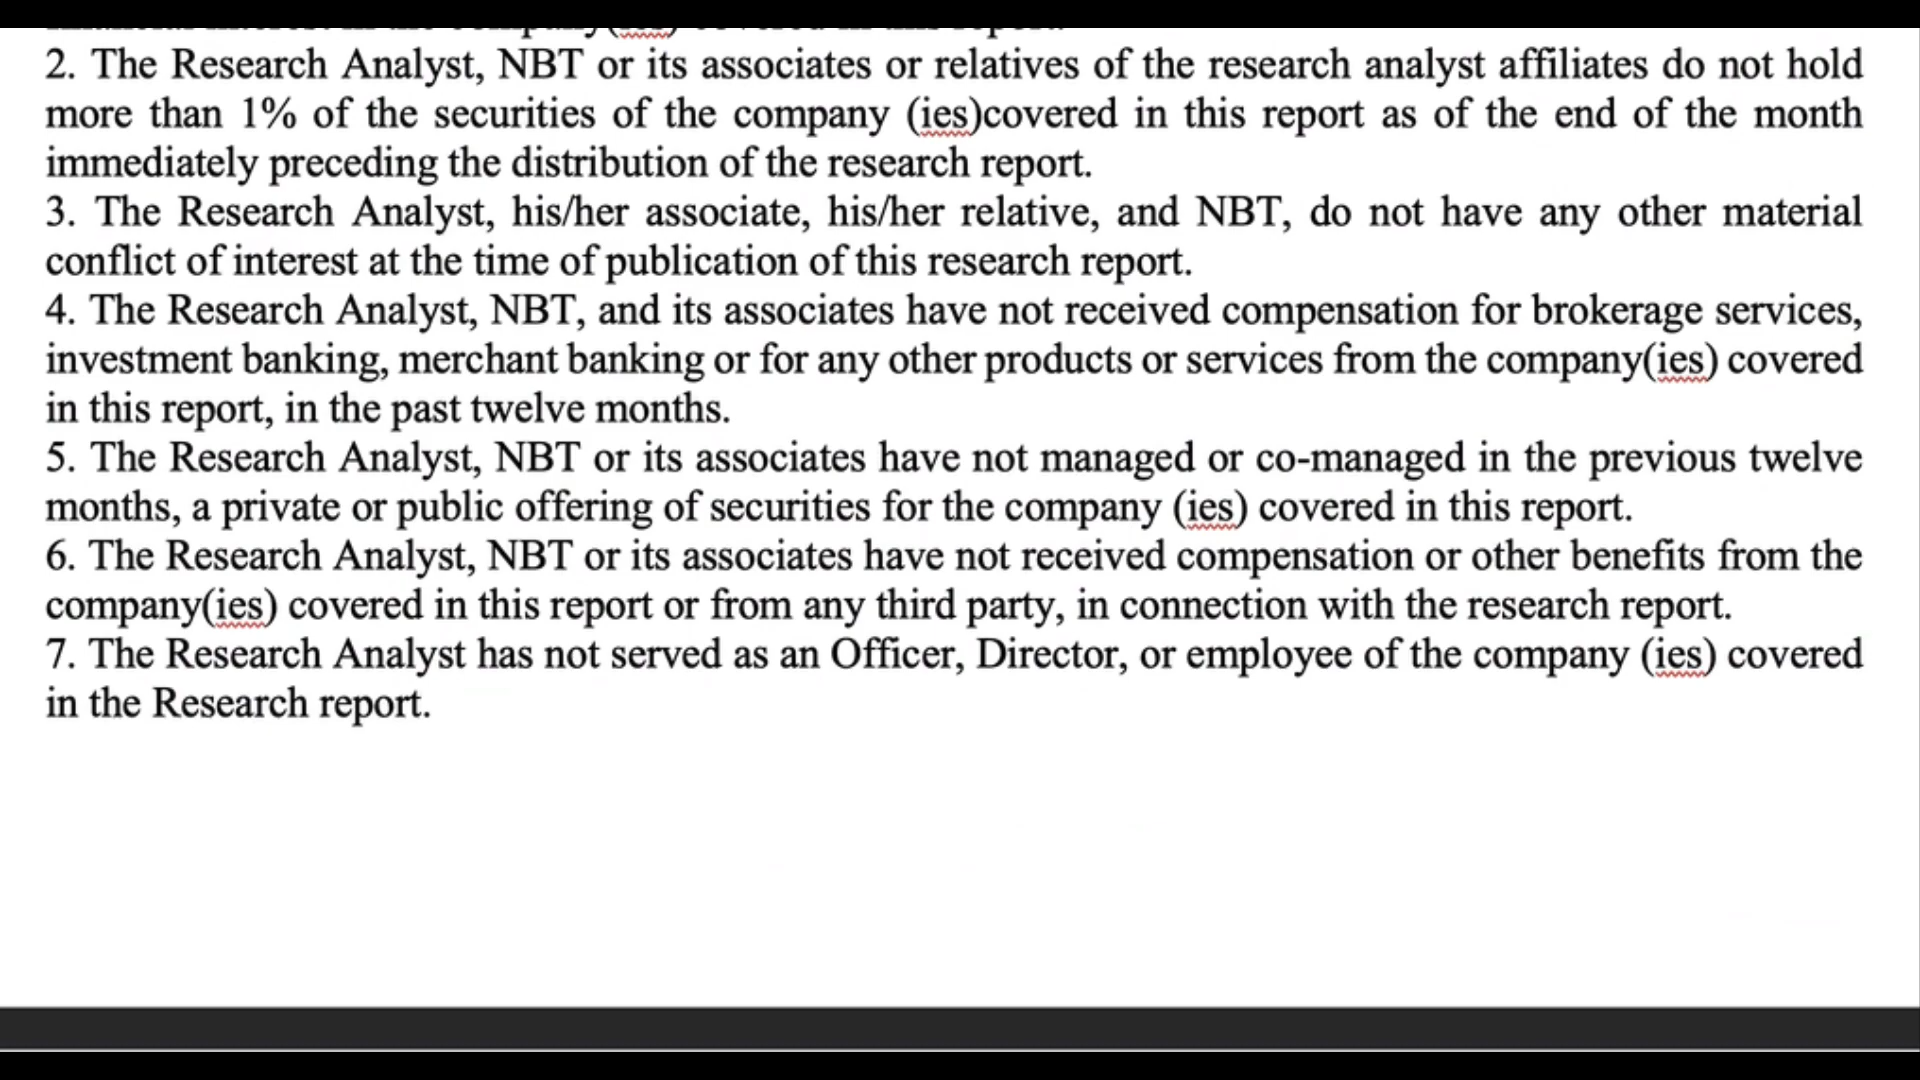 2. The Research Analyst, NBT or its associates or relatives of the research analyst affiliates do not hold
more than 1% of the securities of the company (ies)covered in this report as of the end of the month
immediately preceding the distribution of the research report.
3. The Research Analyst, his/her associate, his/her relative, and NBT, do not have any other material
conflict of interest at the time of publication of this research report.
4. The Research Analyst, NBT, and its associates have not received compensation for brokerage services,
investment banking, merchant banking or for any other products or services from the company(ies) covered
in this report, in the past twelve months.
5. The Research Analyst, NBT or its associates have not managed or co-managed in the previous twelve
months, a private or public offering of securities for the company (ies) covered in this report.
6. The Research Analyst, NBT or its associates have not received compensation or other benefits from the
company(ies) covered in this report or from any third party, in connection with the research report.
7. The Research Analyst has not served as an Officer, Director, or employee of the company (ies) covered
in the Research report.